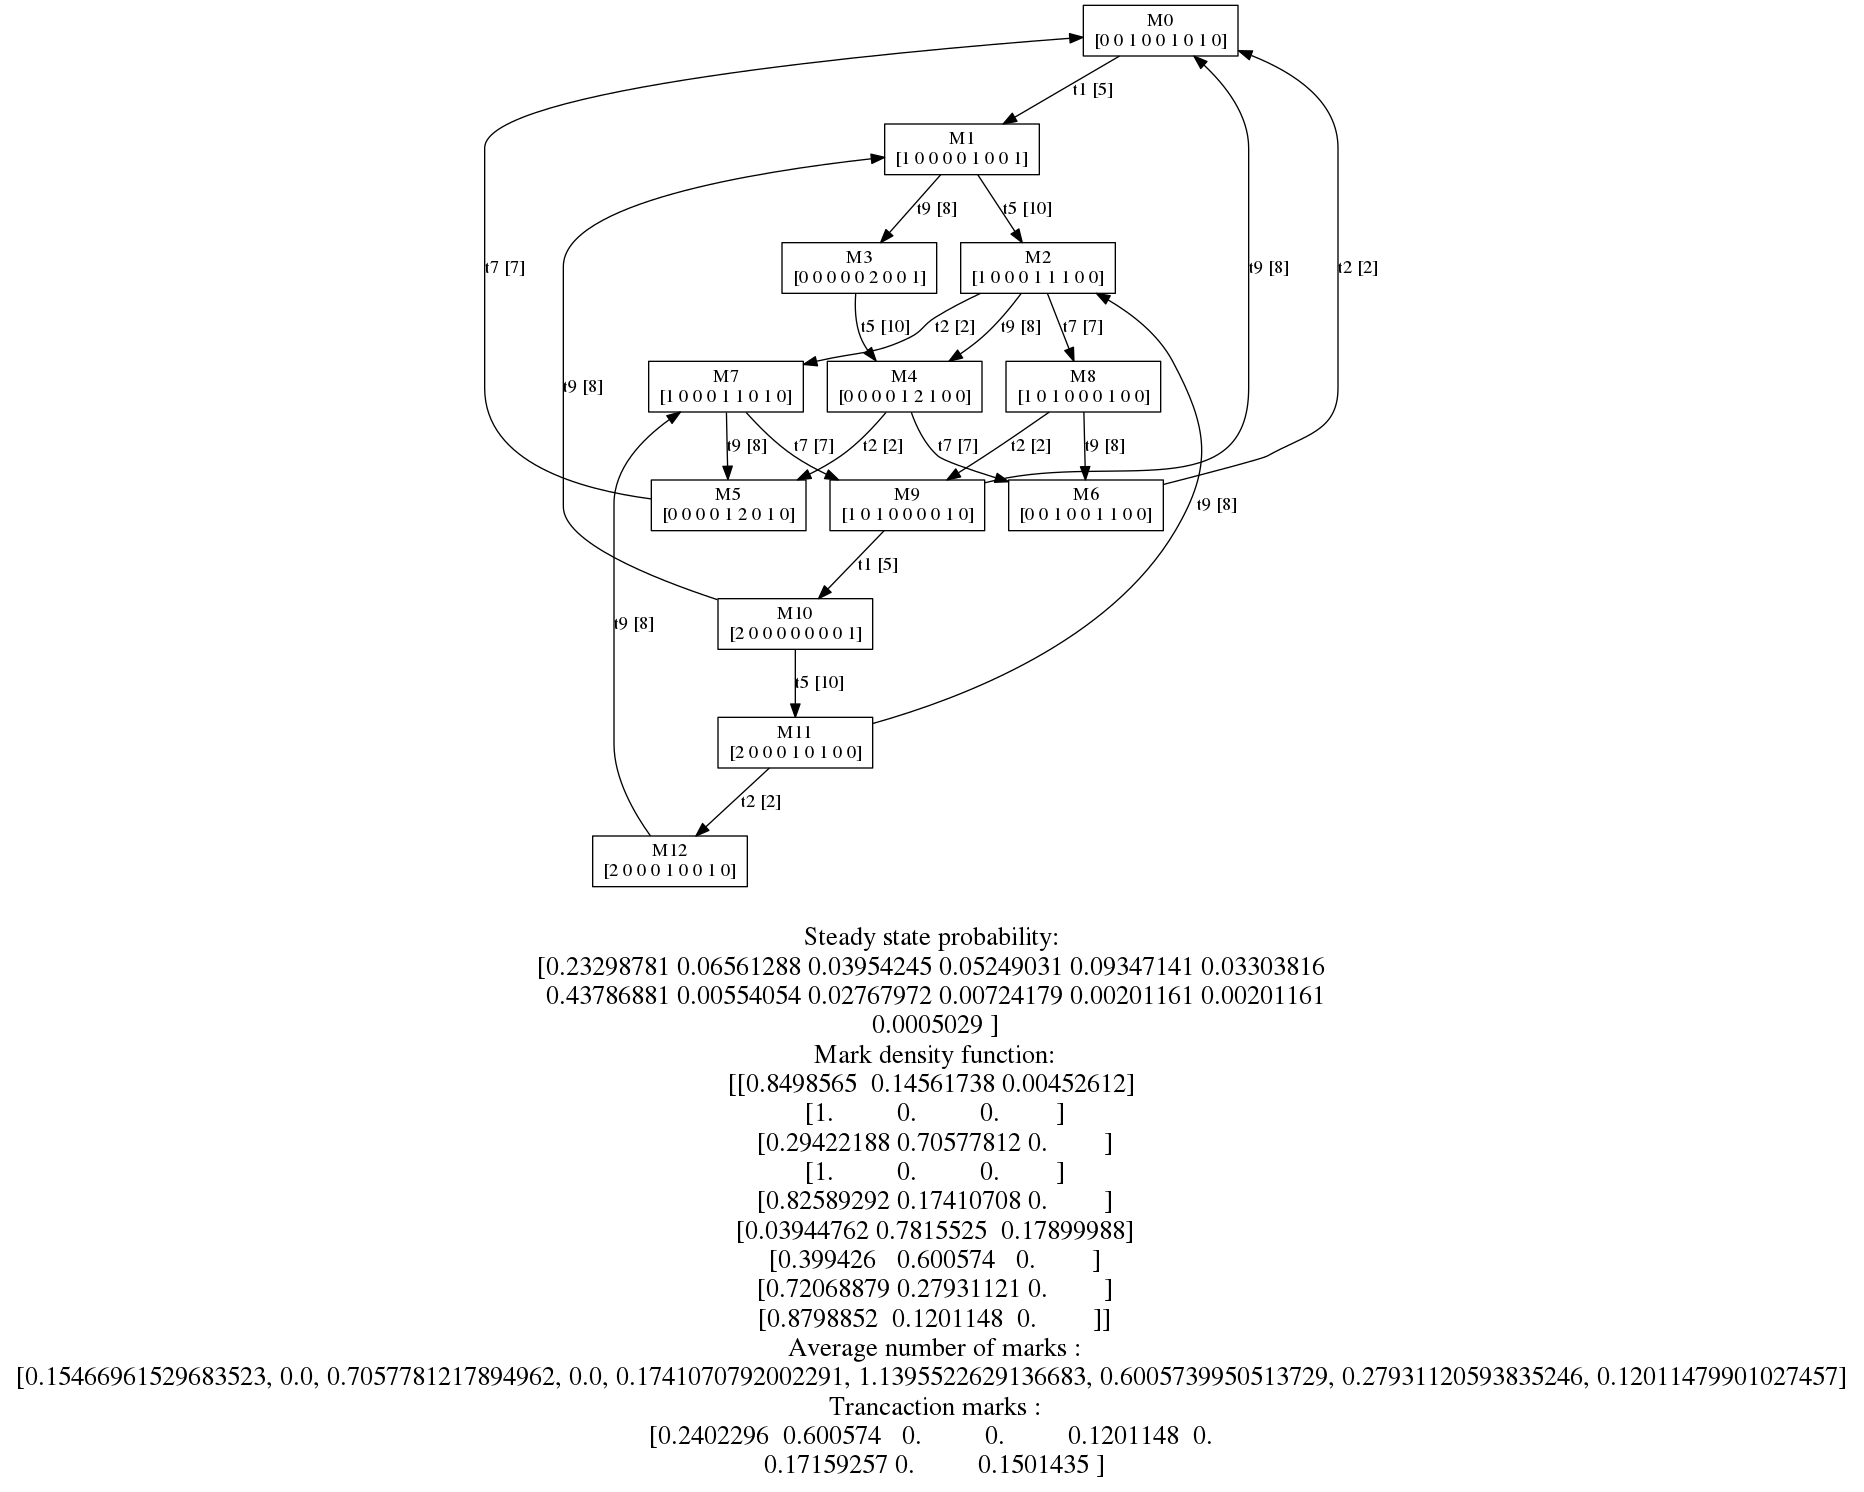 M0
[0 0 1 0 0 1 0 1 0]
t1 [5]
M1
[1 0 0 0 0 1 0 0 1]
t9 [8]
t5 [10]
M3
[0 0 0 0 0 2 0 0 1]
M2
[1 0 0 0 1 1 1 0 0]
t7 [7]
t9 [8]
t2 [2]
t5 [10]
t2 [2]
t9 [8]
t7 [7]
M7
[1 0 0 0 1 1 0 1 0]
M4
[0 0 0 0 1 2 1 0 0]
M8
[1 0 1 0 0 0 1 0 0]
t9 [8]
t9 [8]
t7 [7]
t2 [2]
t7 [7]
t2 [2]
t9 [8]
M5
[0 0 0 0 1 2 0 1 0]
M9
[1 0 1 0 0 0 0 1 0]
M6
[0 0 1 0 0 1 1 0 0]
t9 [8]
t1 [5]
M10
[2 0 0 0 0 0 0 0 1]
t9 [8]
t5 [10]
M11
[2 0 0 0 1 0 1 0 0]
t2 [2]
M12
[2 0 0 0 1 0 0 1 0]
Steady state probability:
[0.23298781 0.06561288 0.03954245 0.05249031 0.09347141 0.03303816
0.43786881 0.00554054 0.02767972 0.00724179 0.00201161 0.00201161
0.0005029 ]
Mark density function:
[[0.8498565 0.14561738 0.00452612]
[1. 0. 0. ]
[0.29422188 0.70577812 0. ]
[1. 0. 0. ]
[0.82589292 0.17410708 0. ]
[0.03944762 0.7815525 0.17899988]
[0.399426 0.600574 0. ]
[0.72068879 0.27931121 0. ]
[0.8798852 0.1201148 0. ]]
Average number of marks :
[0.15466961529683523, 0.0, 0.7057781217894962, 0.0, 0.1741070792002291, 1.1395522629136683, 0.6005739950513729, 0.27931120593835246, 0.12011479901027457]
Trancaction marks :
[0.2402296 0.600574 0. 0. 0.1201148 0.
0.17159257 0. 0.1501435 ]